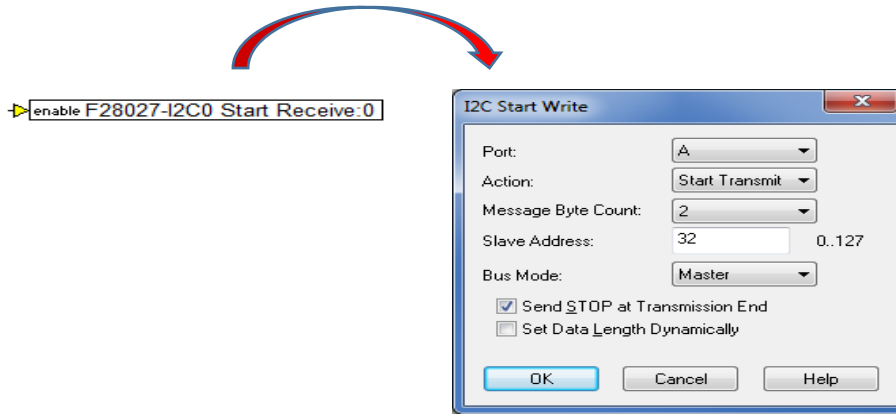 enable F28027-I2C0 Start Receive:0
I2C Start Write
Port: A
Action: Start Transmit
Message Byte Count: 2
Slave Address: 32 0..127
Bus Mode: Master
Send STOP at Transmission End
Set Data Length Dynamically
OK Cancel Help